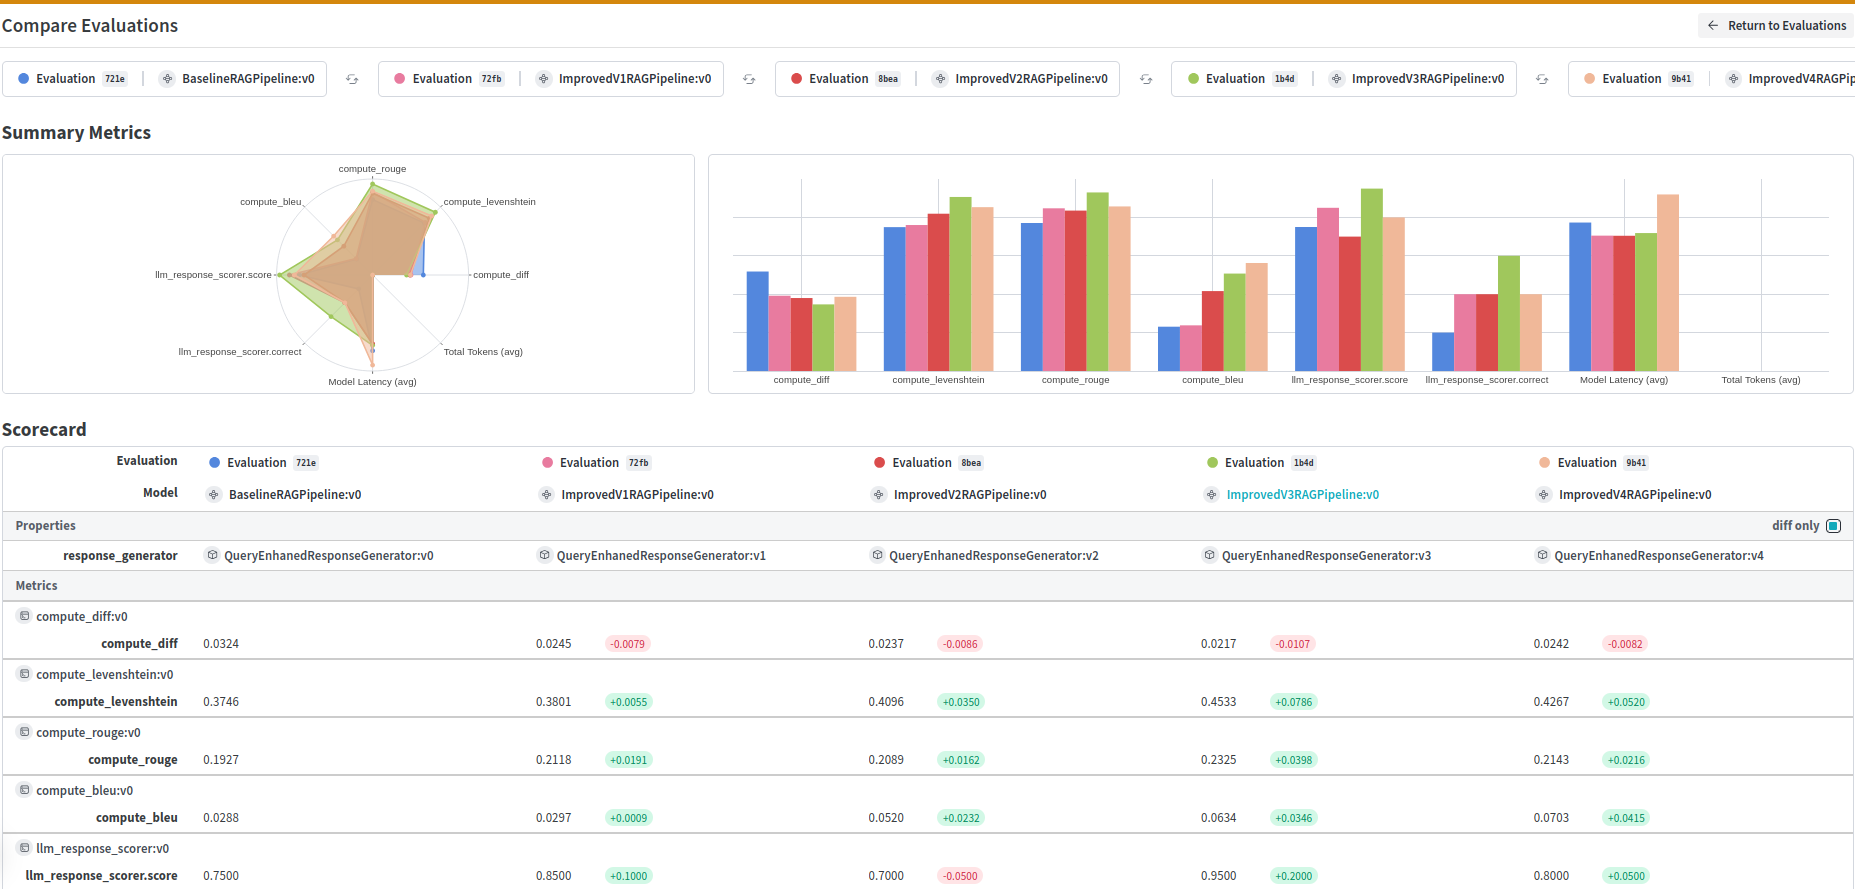 Compare Evaluations
Return to Evaluations
Evaluation 721e BaselineRAGPipeline:v0 Evaluation 72fb ImprovedV1RAGPipeline:v0 Evaluation 8bea ImprovedV2RAGPipeline:v0 Evaluation 1b4d ImprovedV3RAGPipeline:v0 Evaluation 9b41 ImprovedV4RAGPip
Summary Metrics
compute_rouge
compute_bleu
compute_levenshtein
llm_response_scorer.score
compute_diff
llm_response_scorer.correct
Total Tokens (avg)
Model Latency (avg)
compute_diff compute_levenshtein compute_rouge compute_bleu llm_response_scorer.score llm_response_scorer.correct Model Latency (avg) Total Tokens (avg)
Scorecard
Evaluation Evaluation 721e Evaluation 72fb Evaluation 8bea Evaluation 1b4d Evaluation 9b41
Model BaselineRAGPipeline:v0 ImprovedV1RAGPipeline:v0 ImprovedV2RAGPipeline:v0 ImprovedV3RAGPipeline:v0 ImprovedV4RAGPipeline:v0
Properties diff only
response_generator QueryEnhanedResponseGenerator:v0 QueryEnhanedResponseGenerator:v1 QueryEnhanedResponseGenerator:v2 QueryEnhanedResponseGenerator:v3 QueryEnhanedResponseGenerator:v4
Metrics
compute_diff:v0
compute_diff 0.0324 0.0245 -0.0079 0.0237 -0.0086 0.0217 -0.0107 0.0242 -0.0082
compute_levenshtein:v0
compute_levenshtein 0.3746 0.3801 +0.0055 0.4096 +0.0350 0.4533 +0.0786 0.4267 +0.0520
compute_rouge:v0
compute_rouge 0.1927 0.2118 +0.0191 0.2089 +0.0162 0.2325 +0.0398 0.2143 +0.0216
compute_bleu:v0
compute_bleu 0.0288 0.0297 +0.0009 0.0520 +0.0232 0.0634 +0.0346 0.0703 +0.0415
llm_response_scorer:v0
llm_response_scorer.score 0.7500 0.8500 +0.1000 0.7000 -0.0500 0.9500 +0.2000 0.8000 +0.0500